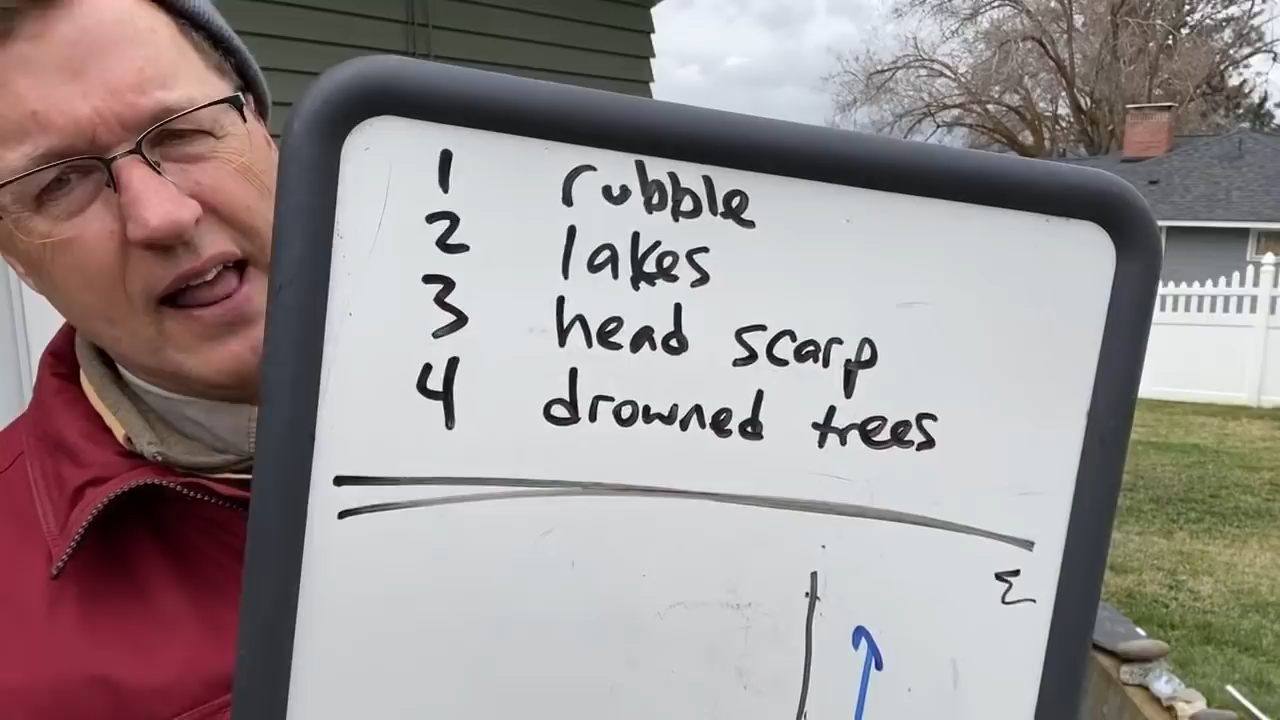 1 rubble
2 lakes
3 head scarp
4 drowned trees